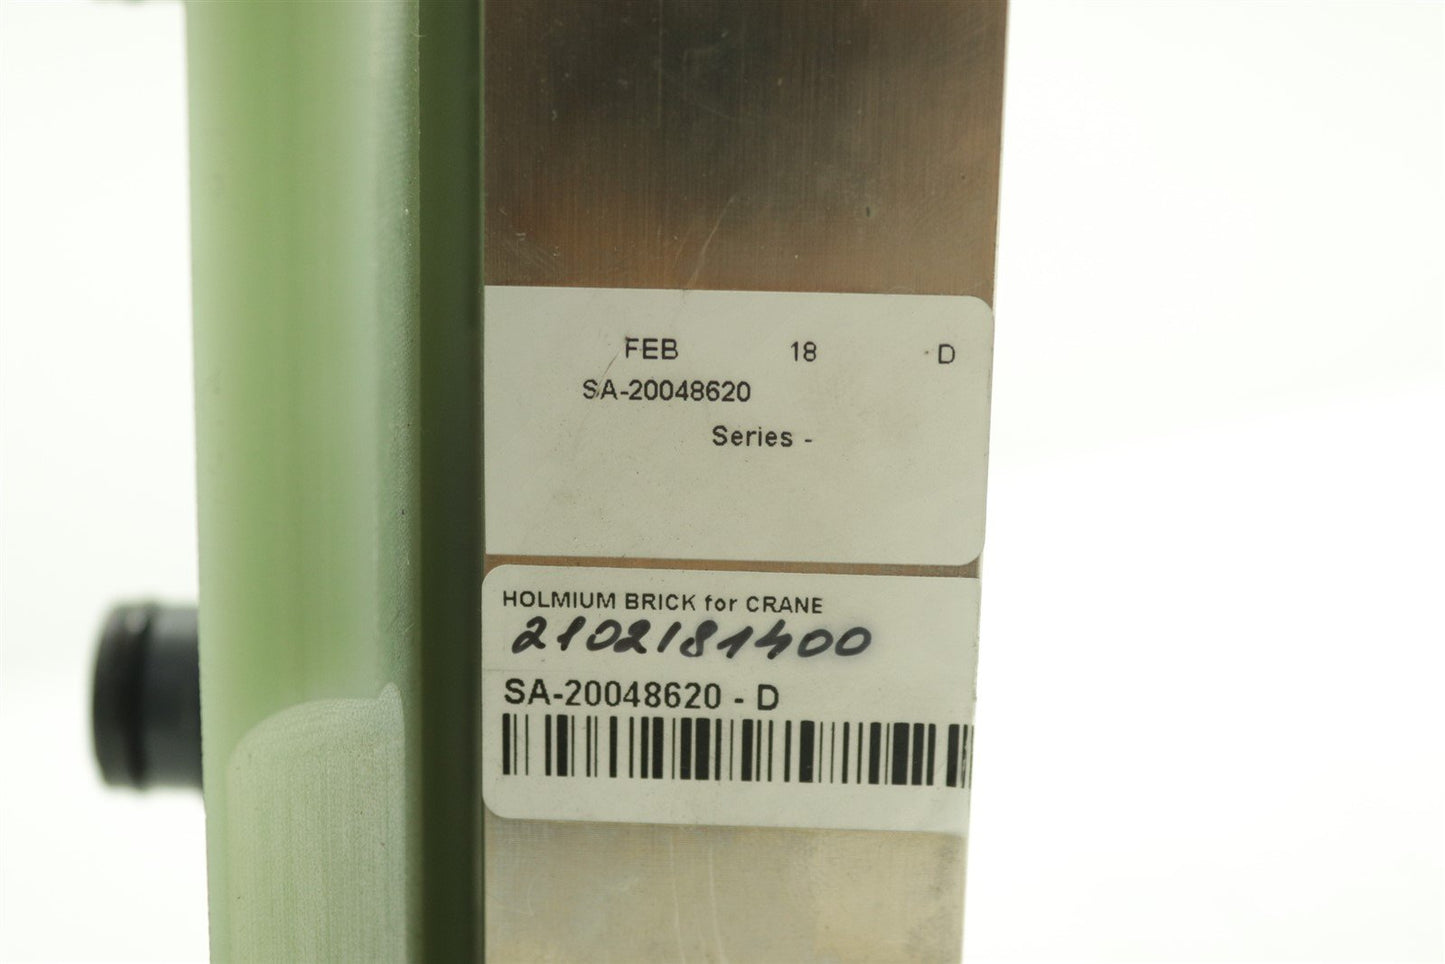 FEB 18 D
SA-20048620
Series -
HOLMIUM BRICK for CRANE
2102181400
SA-20048620 - D